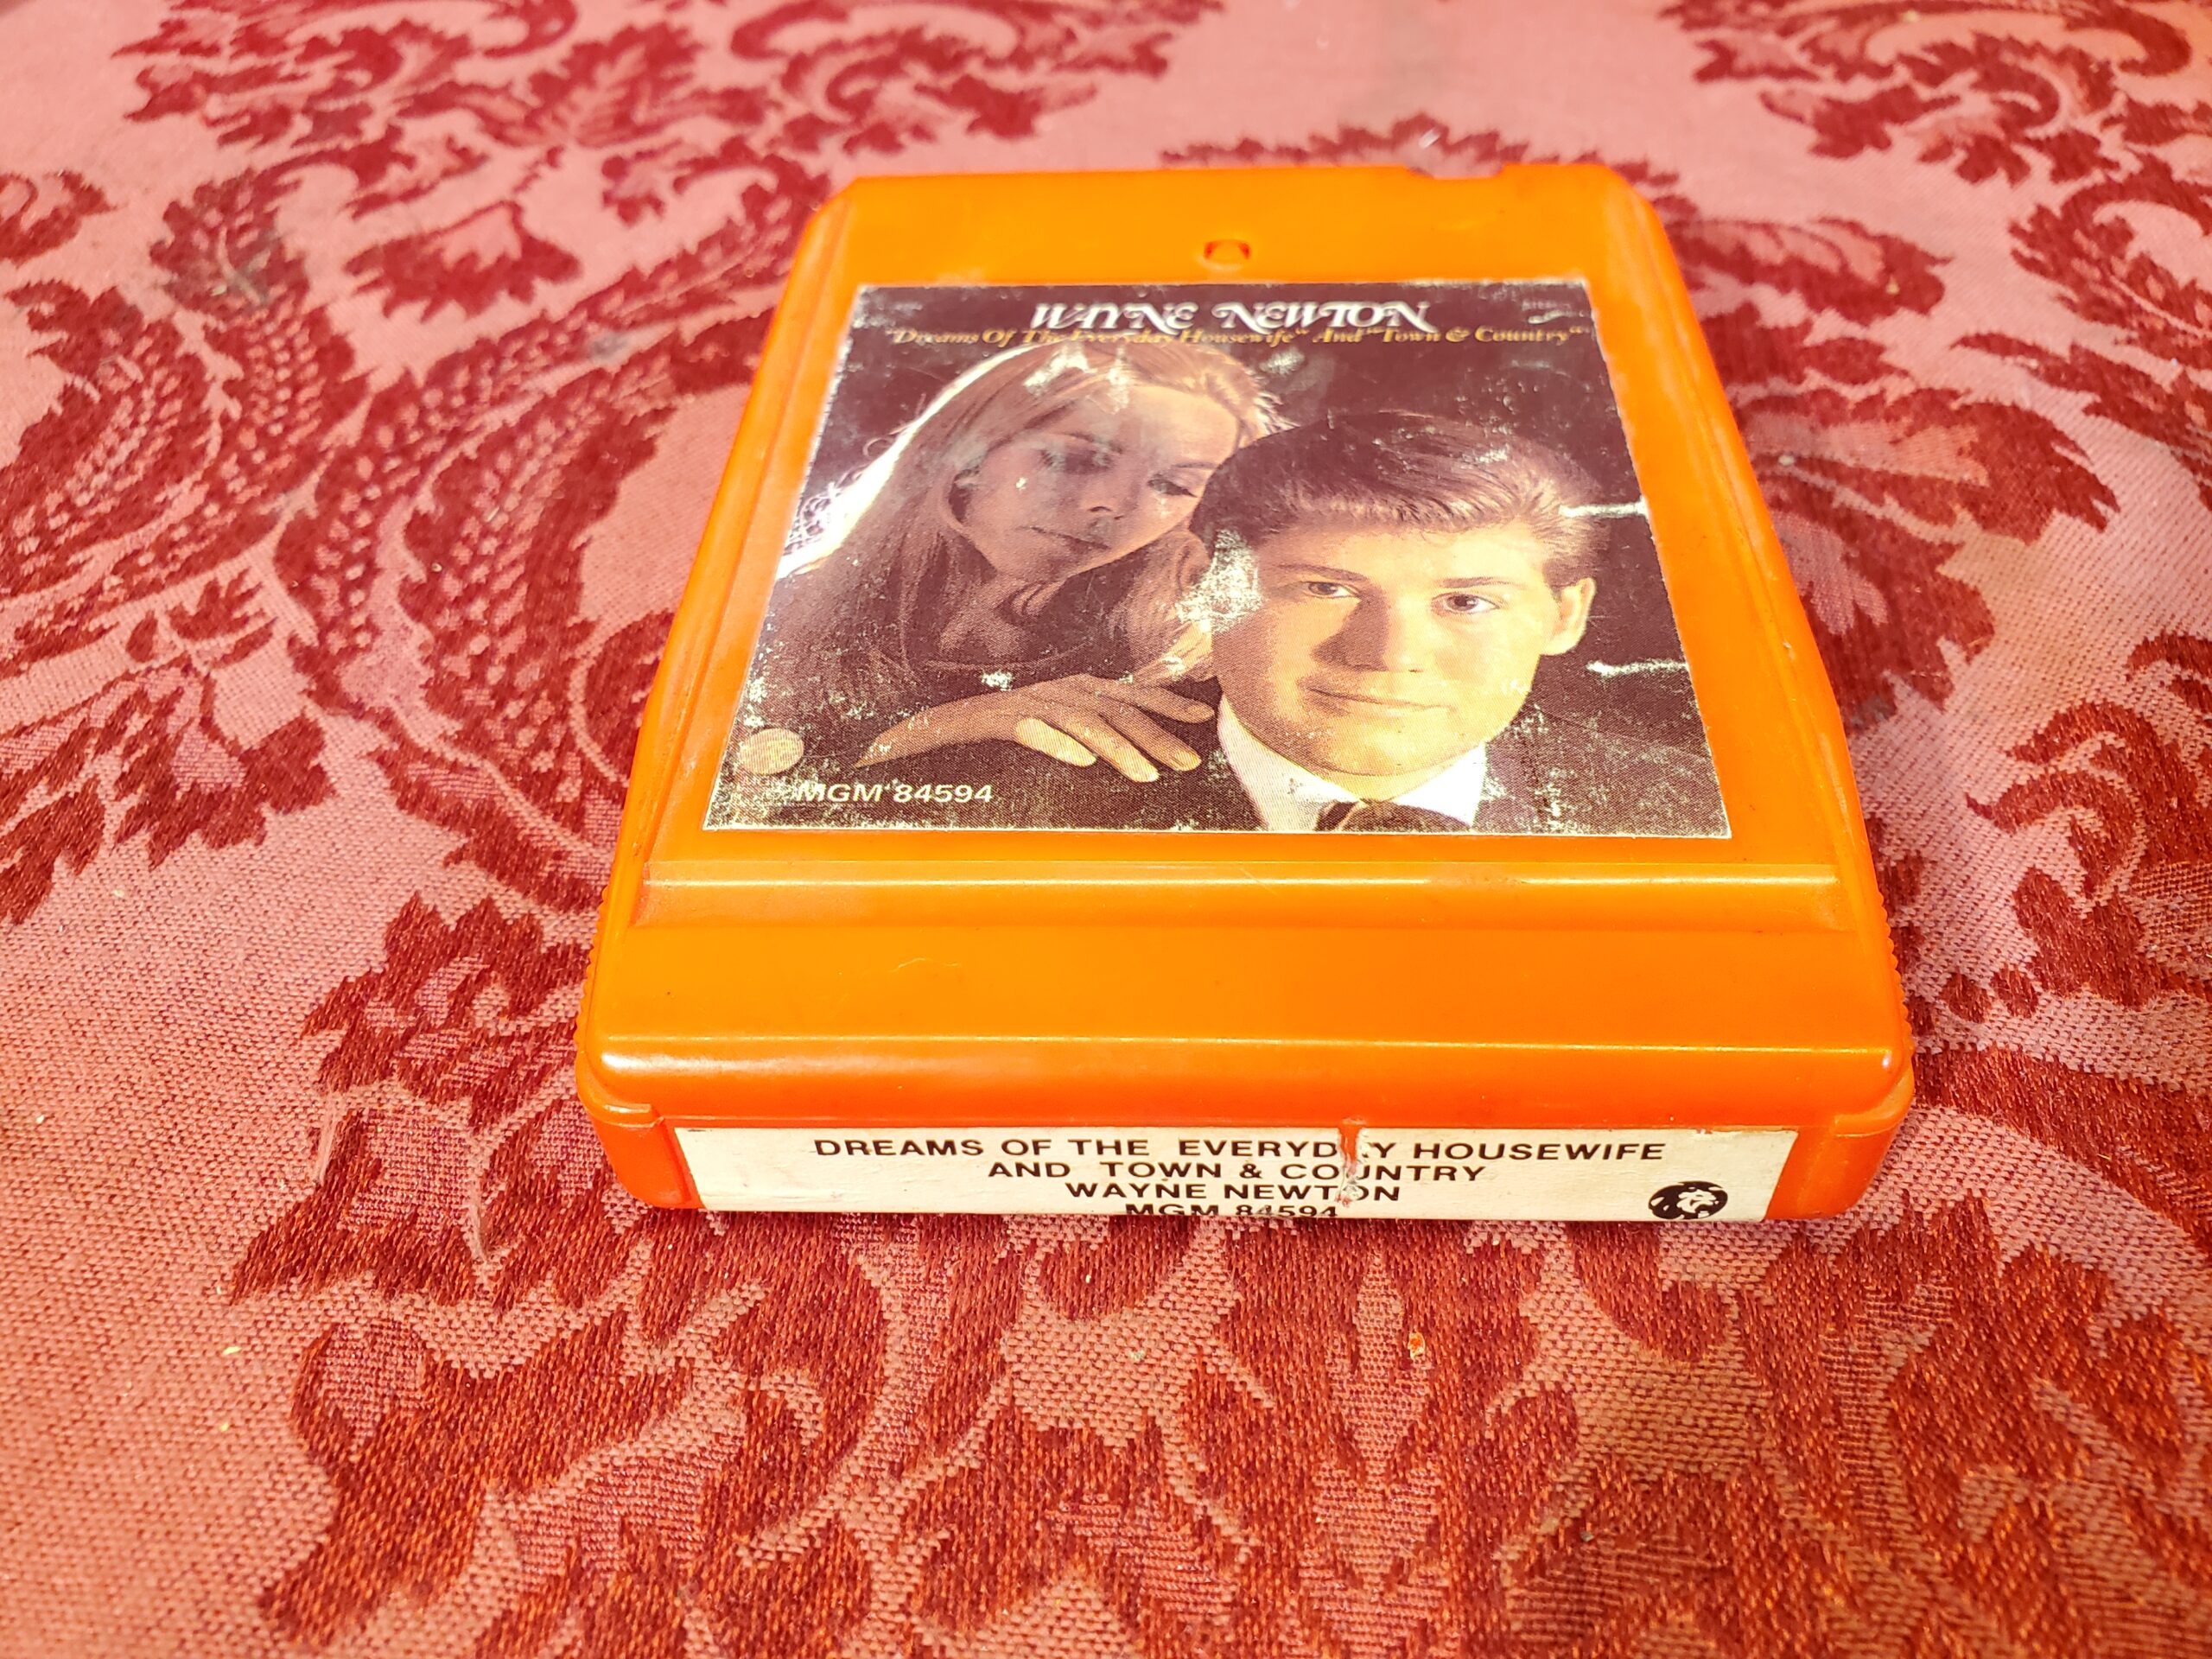 WAYNE NEWTON
"Dreams Of The Everyday Housewife" And "Town & Country"
MGM 84594
DREAMS OF THE EVERYDAY HOUSEWIFE
AND TOWN & COUNTRY
WAYNE NEWTON
MGM 84594